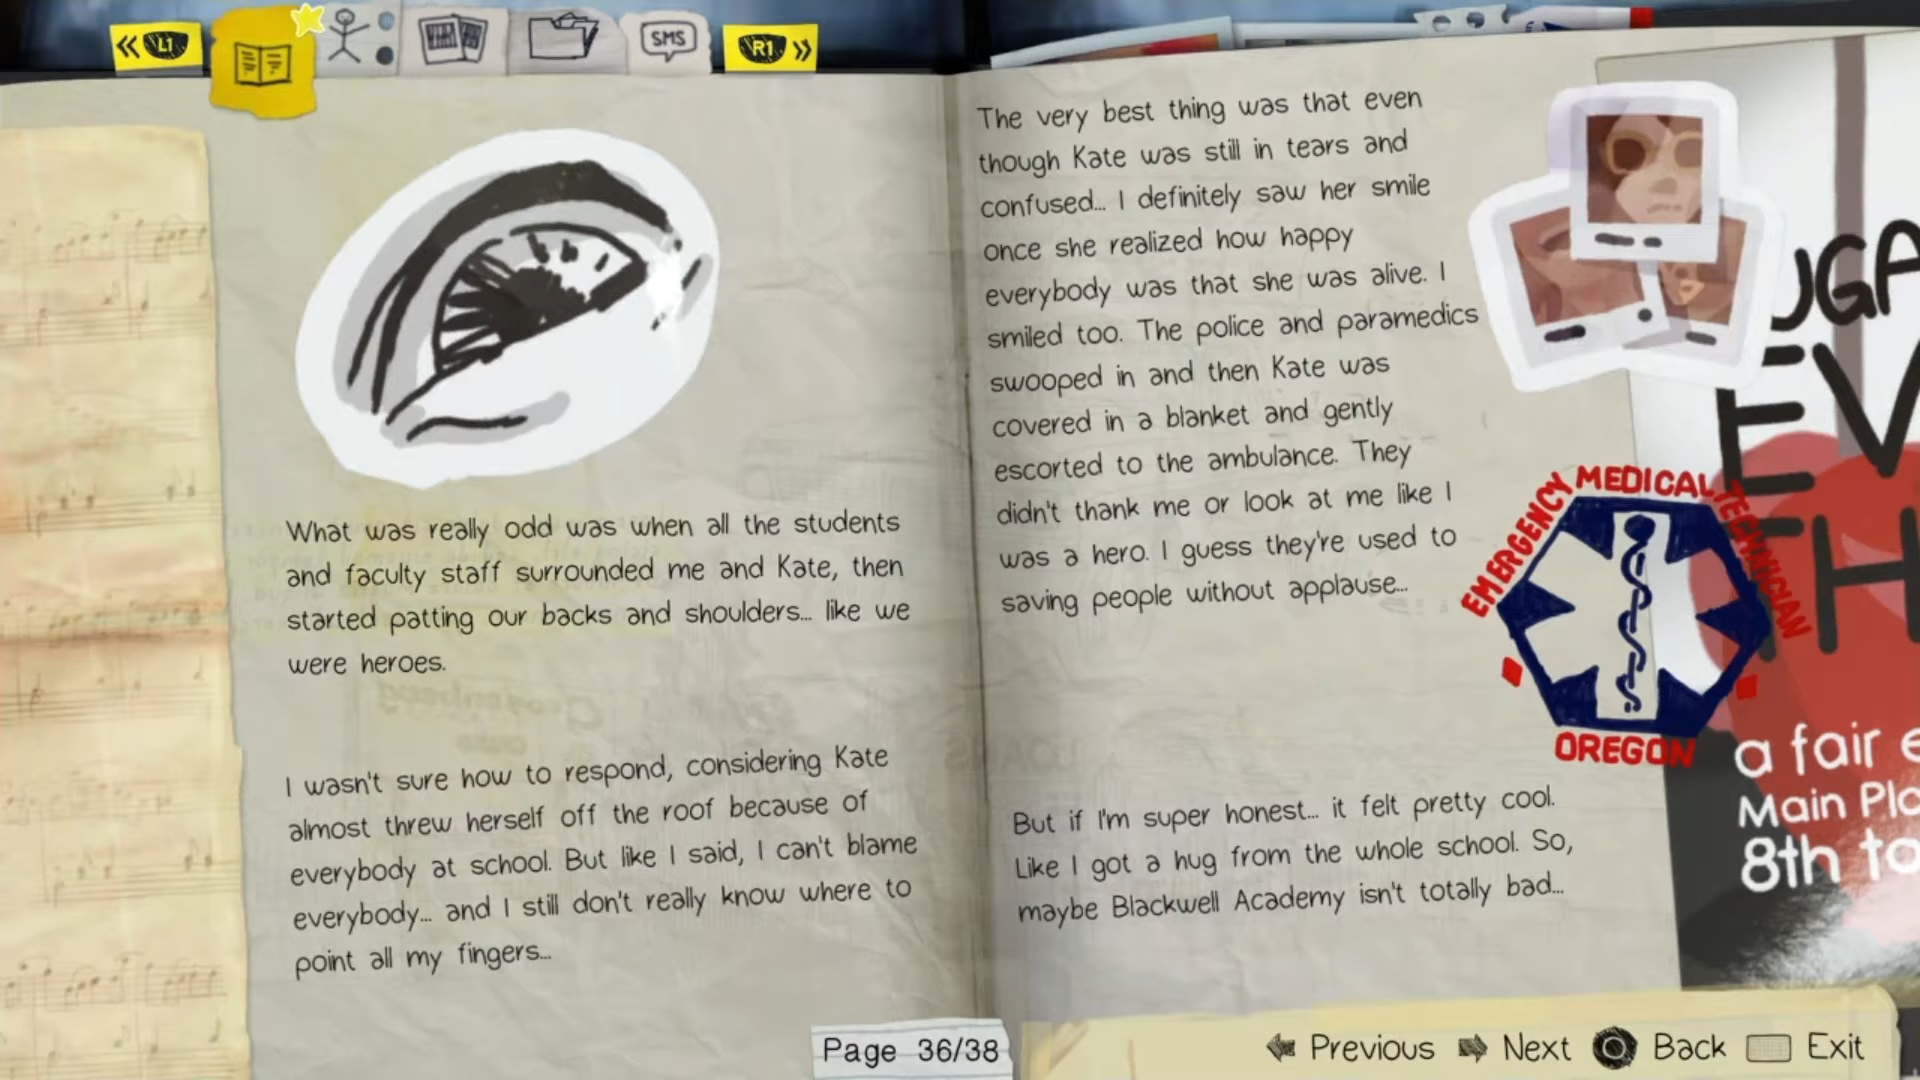 L1
SMS
R1
What was really odd was when all the students
and faculty staff surrounded me and Kate, then
started patting our backs and shoulders... like we
were heroes.
I wasn't sure how to respond, considering Kate
almost threw herself off the roof because of
everybody at school. But like I said, I can't blame
everybody... and I still don't really know where to
point all my fingers...
The very best thing was that even
though Kate was still in tears and
confused... I definitely saw her smile
once she realized how happy
everybody was that she was alive. I
smiled too. The police and paramedics
swooped in and then Kate was
covered in a blanket and gently
escorted to the ambulance. They
didn't thank me or look at me like I
was a hero. I guess they're used to
saving people without applause...
But if I'm super honest... it felt pretty cool.
Like I got a hug from the whole school. So,
maybe Blackwell Academy isn't totally bad...
EMERGENCY MEDICAL TECHNICIAN
OREGON
EV
a fair
Main
8th to
Page 36/38
Previous
Next
Back
Exit